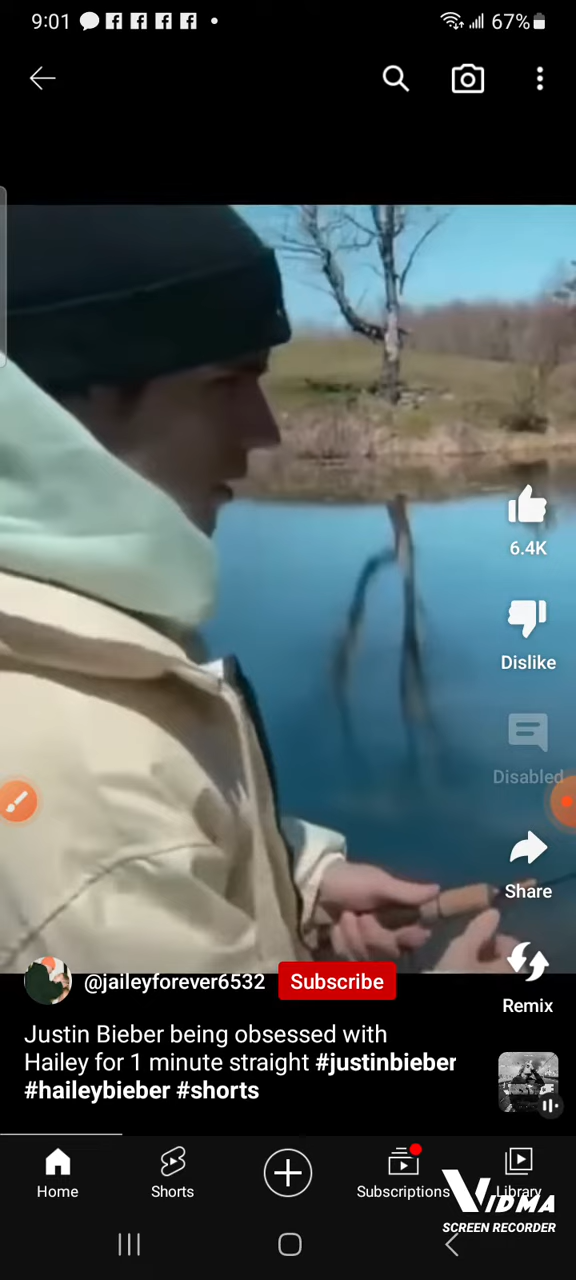 9:01
67%
6.4K
Dislike
Disabled
Share
@jaileyforever6532
Subscribe
Remix
Justin Bieber being obsessed with
Hailey for 1 minute straight #justinbieber
#haileybieber #shorts
Home
Shorts
Subscriptions
Library
VIDMA
SCREEN RECORDER